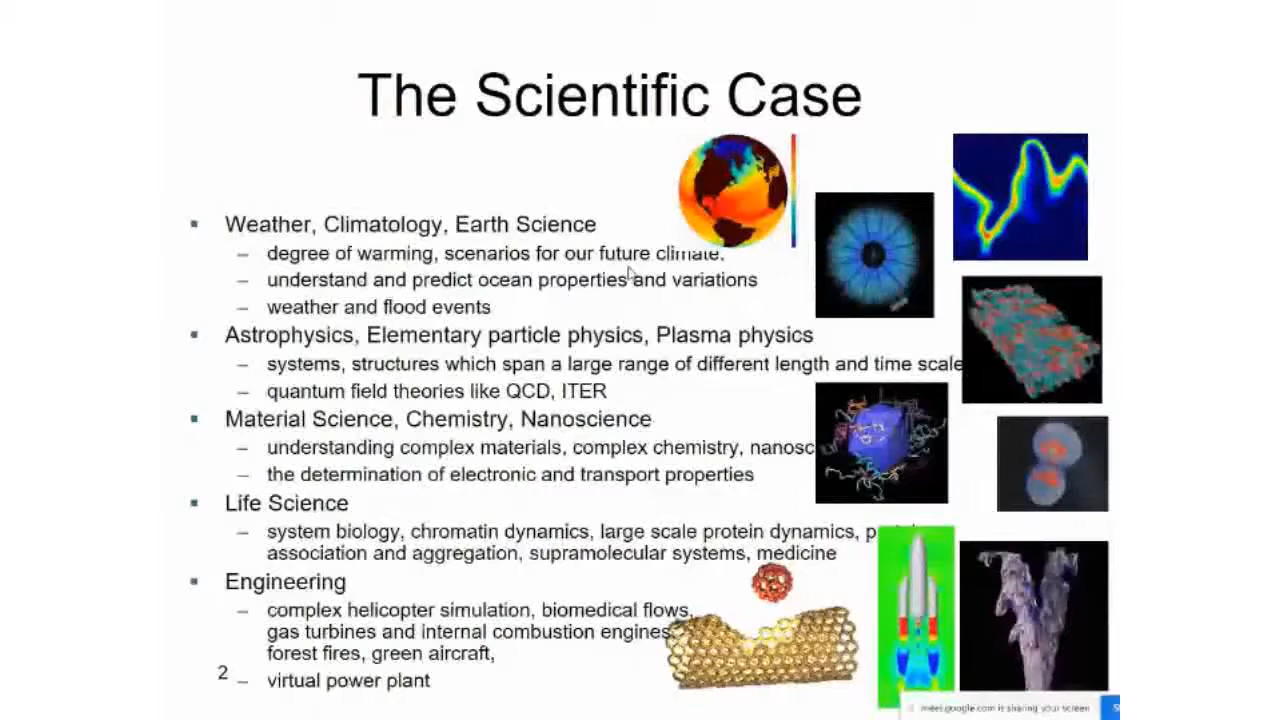 The Scientific Case
▪ Weather, Climatology, Earth Science
– degree of warming, scenarios for our future climate,
– understand and predict ocean properties and variations
– weather and flood events
▪ Astrophysics, Elementary particle physics, Plasma physics
– systems, structures which span a large range of different length and time scale
– quantum field theories like QCD, ITER
▪ Material Science, Chemistry, Nanoscience
– understanding complex materials, complex chemistry, nanosc
– the determination of electronic and transport properties
▪ Life Science
– system biology, chromatin dynamics, large scale protein dynamics,
association and aggregation, supramolecular systems, medicine
▪ Engineering
– complex helicopter simulation, biomedical flows,
gas turbines and internal combustion engines,
forest fires, green aircraft,
– virtual power plant
2
meet.google.com is sharing your screen